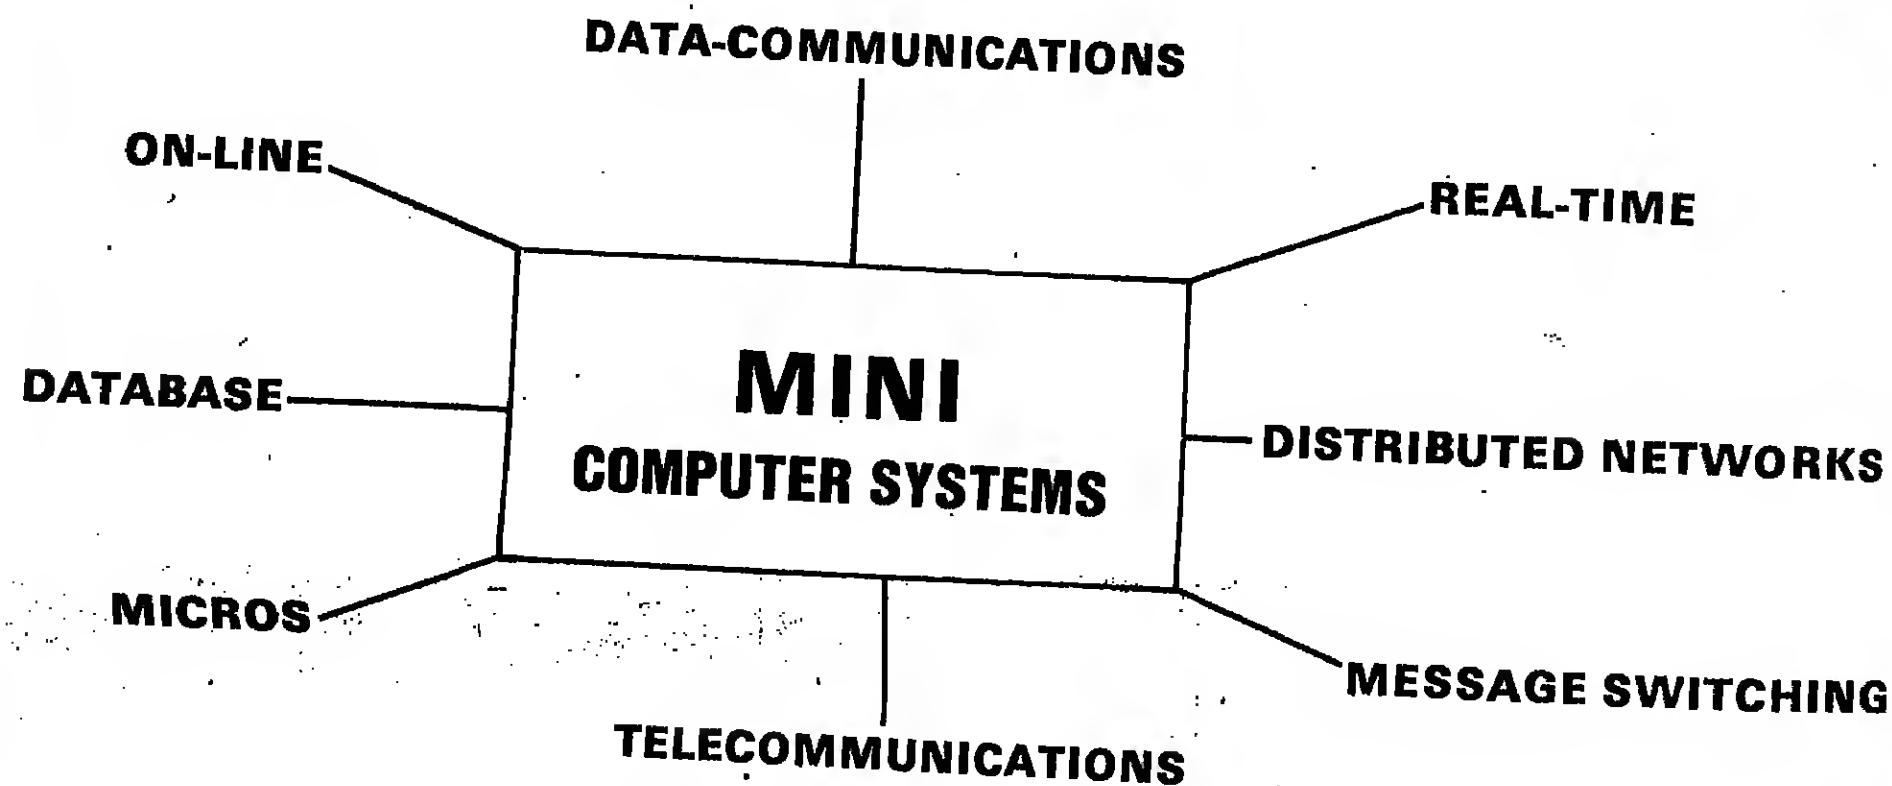 DATA-COMMUNICATIONS
ON-LINE
REAL-TIME
MINI
DATABASE
COMPUTER SYSTEMS
DISTRIBUTED NETWORKS
MICROS
MESSAGE SWITCHING
TELECOMMUNICATIONS